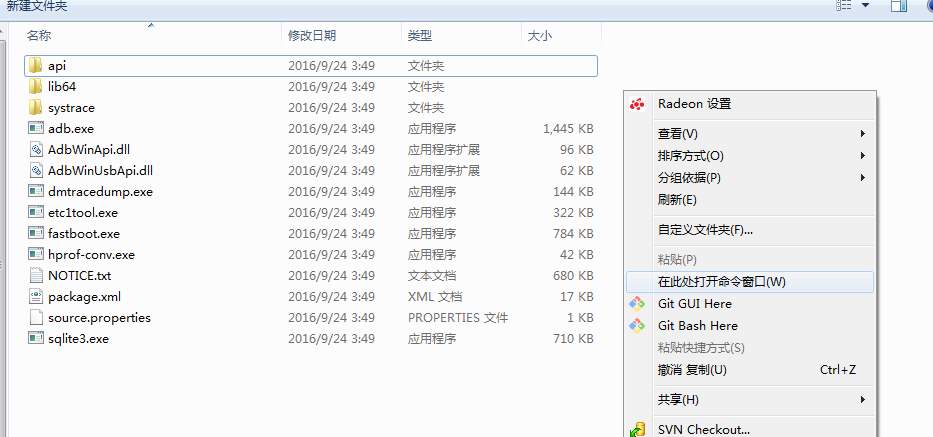 新建文件夹
名称 修改日期 类型 大小
api 2016/9/24 3:49 文件夹
lib64 2016/9/24 3:49 文件夹
systrace 2016/9/24 3:49 文件夹
adb.exe 2016/9/24 3:49 应用程序 1,445 KB
AdbWinApi.dll 2016/9/24 3:49 应用程序扩展 96 KB
AdbWinUsbApi.dll 2016/9/24 3:49 应用程序扩展 62 KB
dmtracedump.exe 2016/9/24 3:49 应用程序 144 KB
etc1tool.exe 2016/9/24 3:49 应用程序 322 KB
fastboot.exe 2016/9/24 3:49 应用程序 784 KB
hprof-conv.exe 2016/9/24 3:49 应用程序 42 KB
NOTICE.txt 2016/9/24 3:49 文本文档 680 KB
package.xml 2016/9/24 3:49 XML 文档 17 KB
source.properties 2016/9/24 3:49 PROPERTIES 文件 1 KB
sqlite3.exe 2016/9/24 3:49 应用程序 710 KB
Radeon 设置
查看(V)
排序方式(O)
分组依据(P)
刷新(E)
自定义文件夹(F)...
粘贴(P)
在此处打开命令窗口(W)
Git GUI Here
Git Bash Here
粘贴快捷方式(S)
撤消 复制(U) Ctrl+Z
共享(H)
SVN Checkout...